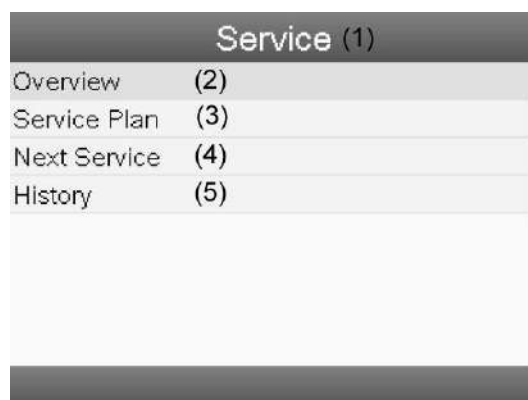 Service (1)
Overview (2)
Service Plan (3)
Next Service (4)
History (5)